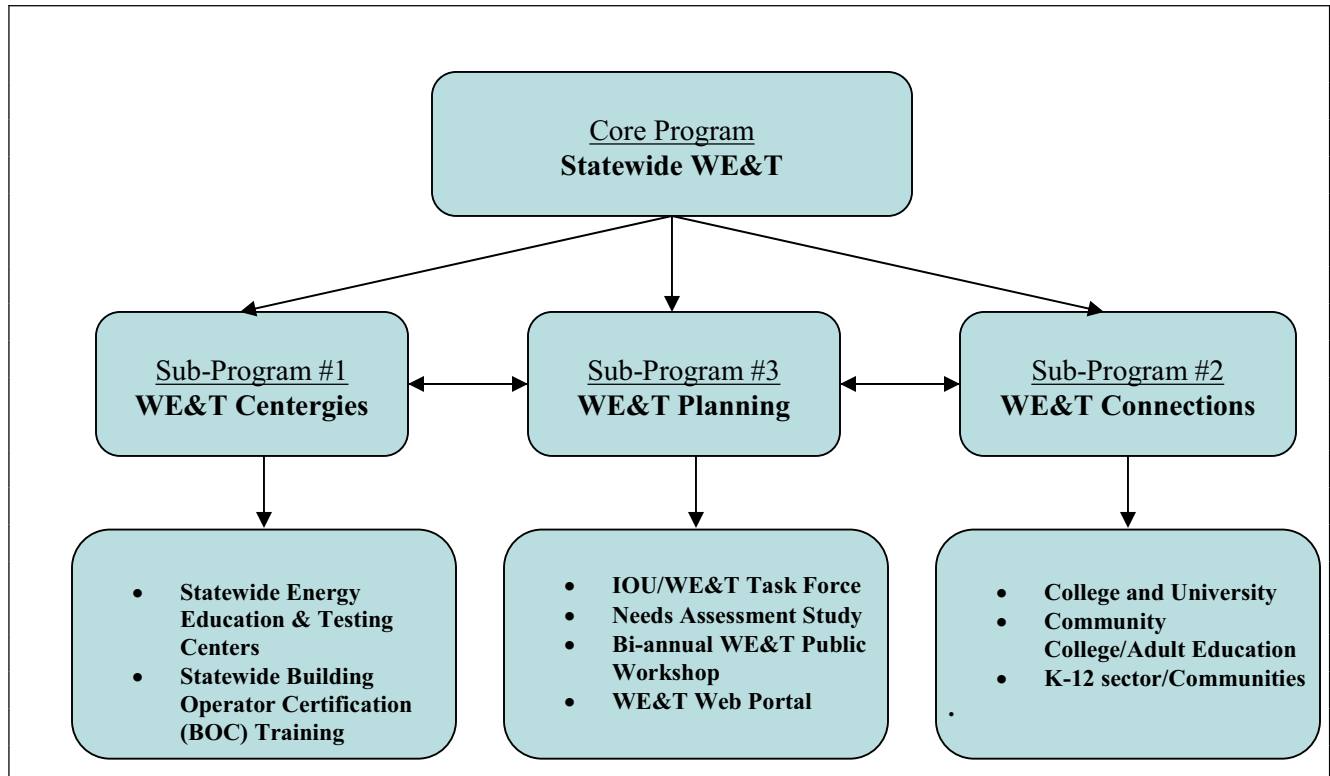 Core Program
Statewide WE&T
Sub-Program #1
WE&T Centergies
Sub-Program #3
WE&T Planning
Sub-Program #2
WE&T Connections
• Statewide Energy
Education & Testing
Centers
• Statewide Building
Operator Certification
(BOC) Training
• IOU/WE&T Task Force
• Needs Assessment Study
• Bi-annual WE&T Public
Workshop
• WE&T Web Portal
• College and University
• Community
College/Adult Education
• K-12 sector/Communities
.